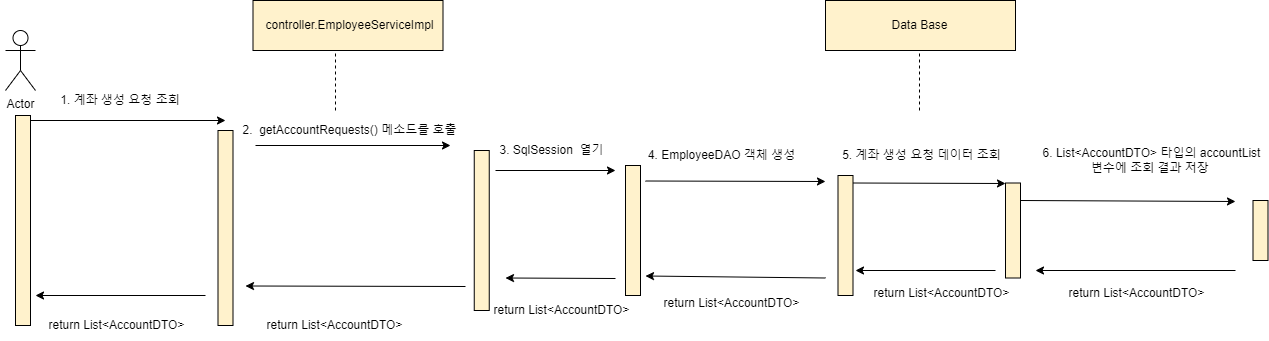 controller.EmployeeServiceImpl
Data Base
Actor
1. 계좌 생성 요청 조회
2. getAccountRequests() 메소드를 호출
3. SqlSession 열기
4. EmployeeDAO 객체 생성
5. 계좌 생성 요청 데이터 조회
6. List<AccountDTO> 타입의 accountList
변수에 조회 결과 저장
return List<AccountDTO>
return List<AccountDTO>
return List<AccountDTO>
return List<AccountDTO>
return List<AccountDTO>
return List<AccountDTO>